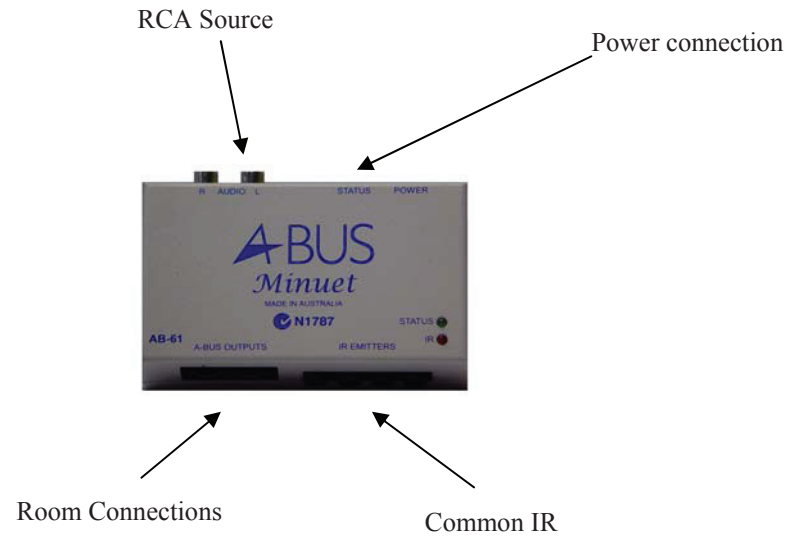 RCA Source
Power connection
R AUDIO L
STATUS POWER
A-BUS
Minuet
MADE IN AUSTRALIA
N1787
STATUS
IR
AB-61
A-BUS OUTPUTS
IR EMITTERS
Room Connections
Common IR